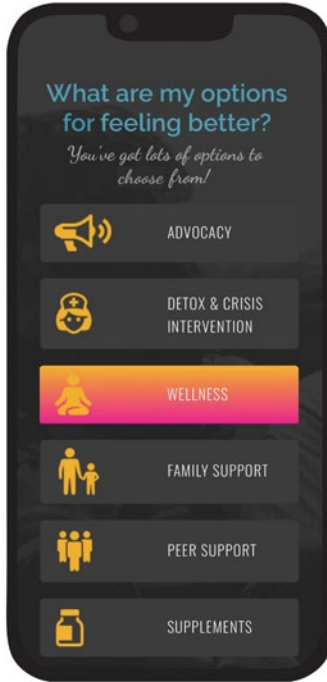 What are my options
for feeling better?
You've got lots of options to
choose from!
ADVOCACY
DETOX & CRISIS
INTERVENTION
WELLNESS
FAMILY SUPPORT
PEER SUPPORT
SUPPLEMENTS